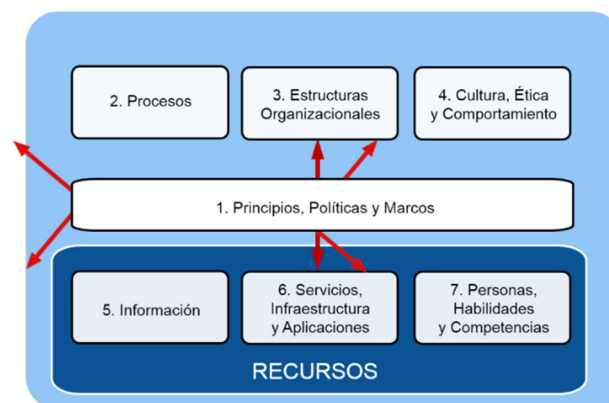 2. Procesos
3. Estructuras
Organizacionales
4. Cultura, Ética
y Comportamiento
1. Principios, Políticas y Marcos
5. Información
6. Servicios,
Infraestructura
y Aplicaciones
7. Personas,
Habilidades
y Competencias
RECURSOS